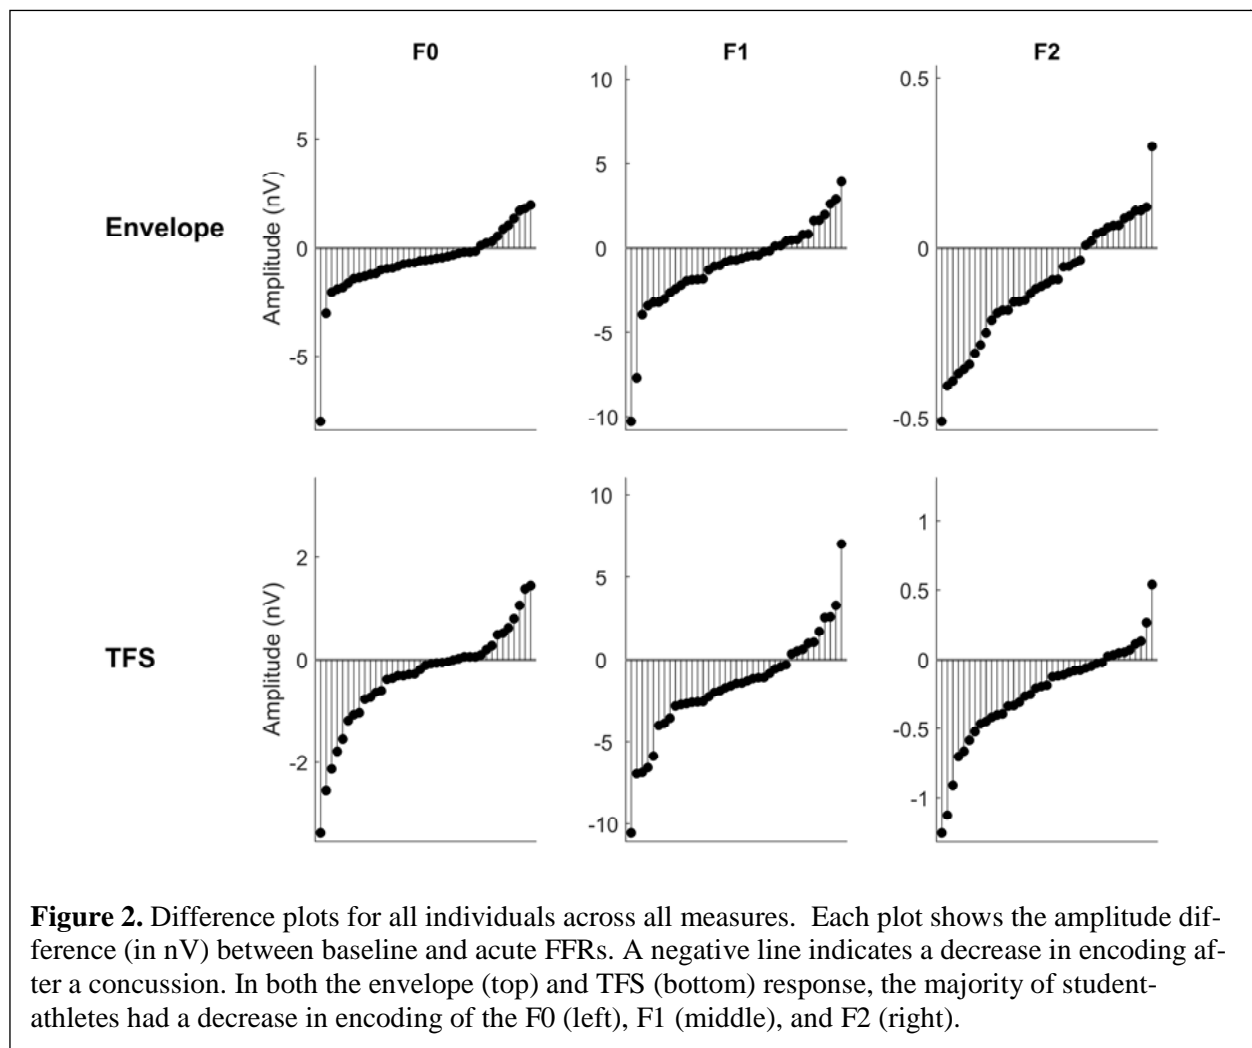 F0
F1
F2
Envelope
Amplitude (nV)
5
0
-5
10
5
0
-5
-10
0.5
0
-0.5
TFS
Amplitude (nV)
2
0
-2
10
5
0
-5
-10
1
0.5
0
-0.5
-1
Figure 2. Difference plots for all individuals across all measures.  Each plot shows the amplitude dif-
ference (in nV) between baseline and acute FFRs. A negative line indicates a decrease in encoding af-
ter a concussion. In both the envelope (top) and TFS (bottom) response, the majority of student-
athletes had a decrease in encoding of the F0 (left), F1 (middle), and F2 (right).